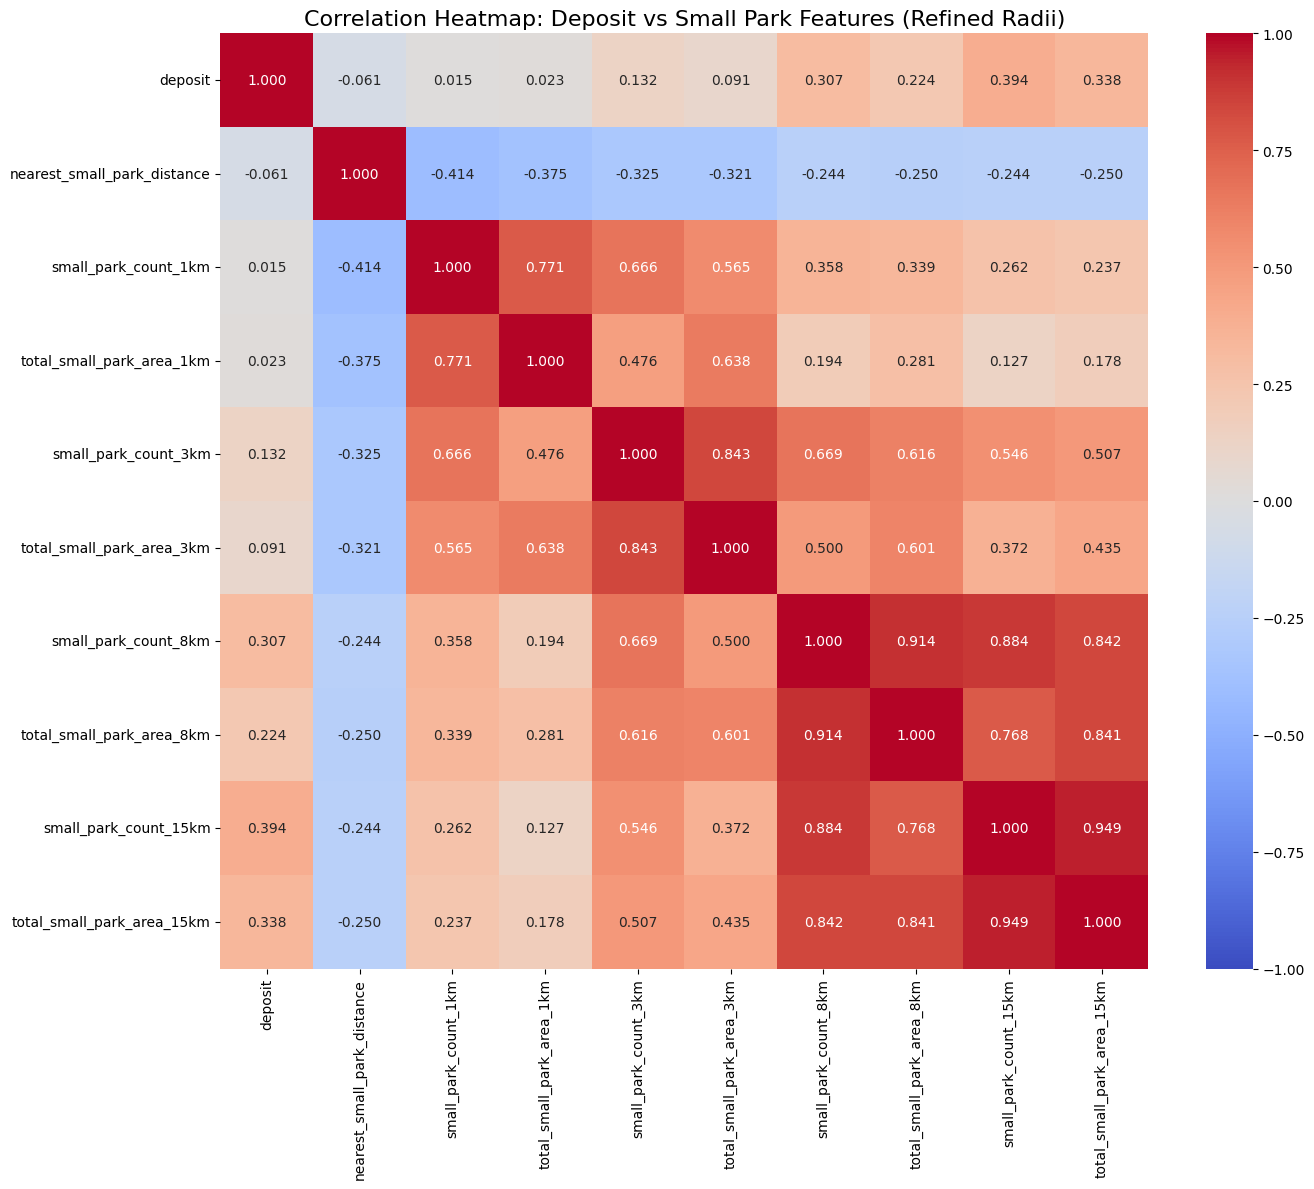 Correlation Heatmap: Deposit vs Small Park Features (Refined Radii)
deposit 1.000 -0.061 0.015 0.023 0.132 0.091 0.307 0.224 0.394 0.338
nearest_small_park_distance -0.061 1.000 -0.414 -0.375 -0.325 -0.321 -0.244 -0.250 -0.244 -0.250
small_park_count_1km 0.015 -0.414 1.000 0.771 0.666 0.565 0.358 0.339 0.262 0.237
total_small_park_area_1km 0.023 -0.375 0.771 1.000 0.476 0.638 0.194 0.281 0.127 0.178
small_park_count_3km 0.132 -0.325 0.666 0.476 1.000 0.843 0.669 0.616 0.546 0.507
total_small_park_area_3km 0.091 -0.321 0.565 0.638 0.843 1.000 0.500 0.601 0.372 0.435
small_park_count_8km 0.307 -0.244 0.358 0.194 0.669 0.500 1.000 0.914 0.884 0.842
total_small_park_area_8km 0.224 -0.250 0.339 0.281 0.616 0.601 0.914 1.000 0.768 0.841
small_park_count_15km 0.394 -0.244 0.262 0.127 0.546 0.372 0.884 0.768 1.000 0.949
total_small_park_area_15km 0.338 -0.250 0.237 0.178 0.507 0.435 0.842 0.841 0.949 1.000
deposit
nearest_small_park_distance
small_park_count_1km
total_small_park_area_1km
small_park_count_3km
total_small_park_area_3km
small_park_count_8km
total_small_park_area_8km
small_park_count_15km
total_small_park_area_15km
1.00
0.75
0.50
0.25
0.00
−0.25
−0.50
−0.75
−1.00